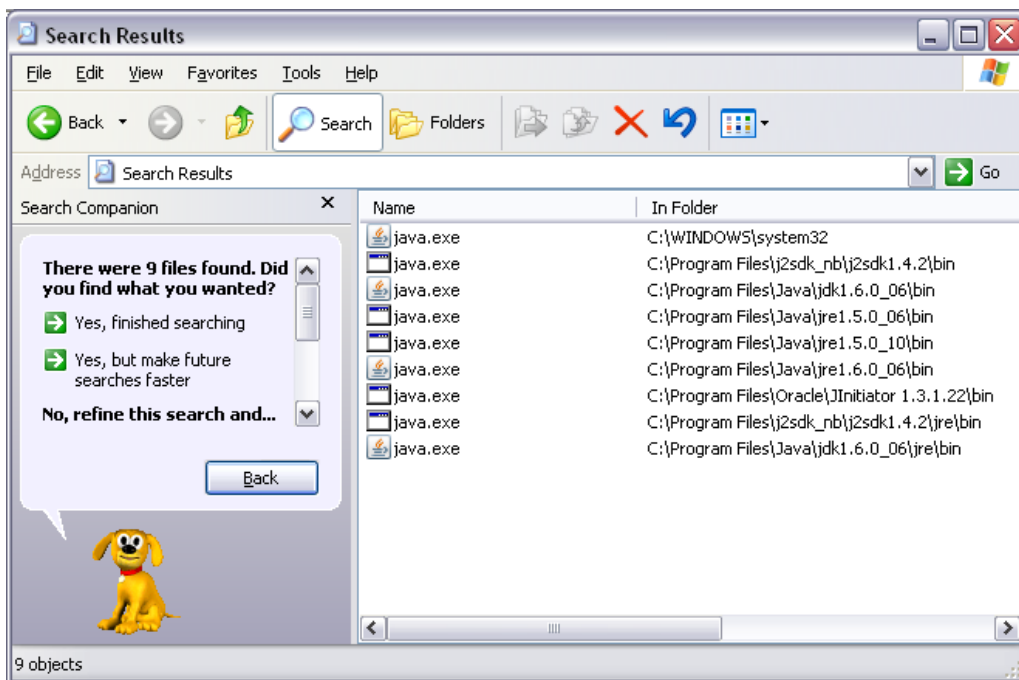 Search Results
File Edit View Favorites Tools Help
Back Search Folders
Address Search Results Go
Search Companion x
There were 9 files found. Did
you find what you wanted?
Yes, finished searching
Yes, but make future
searches faster
No, refine this search and...
Back
Name In Folder
java.exe C:\WINDOWS\system32
java.exe C:\Program Files\j2sdk_nb\j2sdk1.4.2\bin
java.exe C:\Program Files\Java\jdk1.6.0_06\bin
java.exe C:\Program Files\Java\jre1.5.0_06\bin
java.exe C:\Program Files\Java\jre1.5.0_10\bin
java.exe C:\Program Files\Java\jre1.6.0_06\bin
java.exe C:\Program Files\Oracle\JInitiator 1.3.1.22\bin
java.exe C:\Program Files\j2sdk_nb\j2sdk1.4.2\jre\bin
java.exe C:\Program Files\Java\jdk1.6.0_06\jre\bin
9 objects